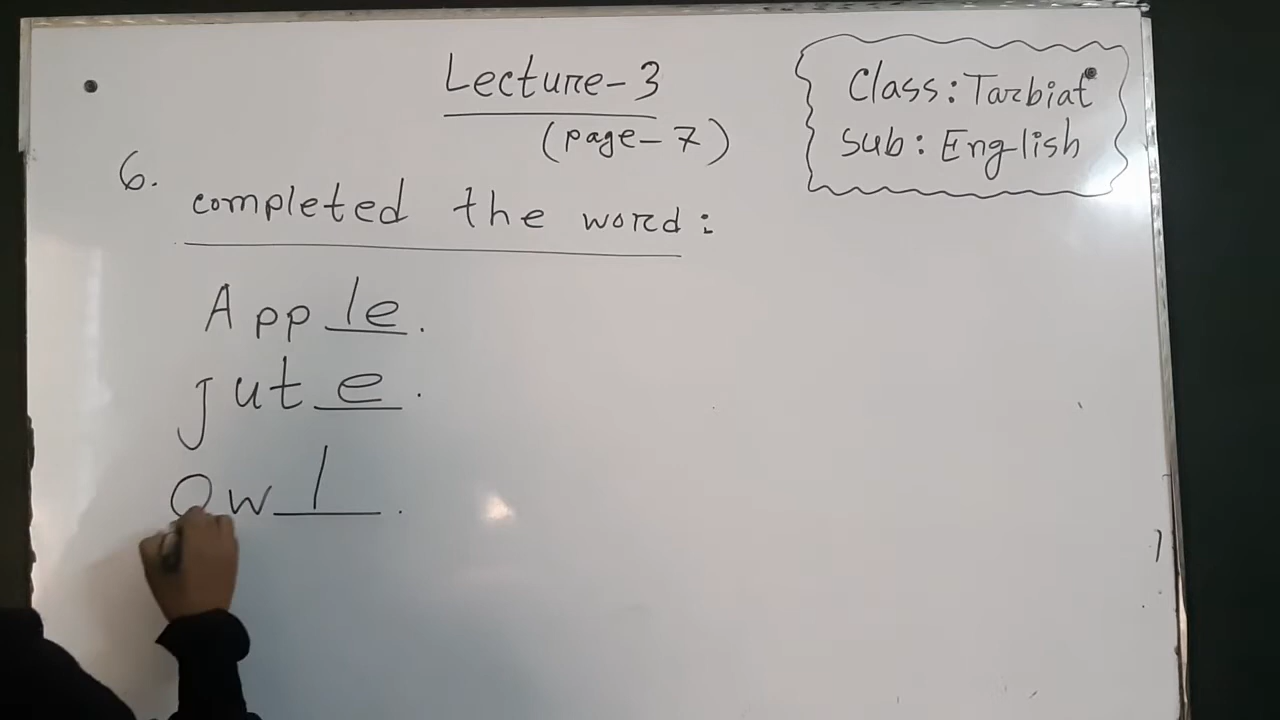 Lecture-3
(page-7)
Class: Tarbiat
Sub: English
6. completed the word:
Apple.
jute.
Owl.